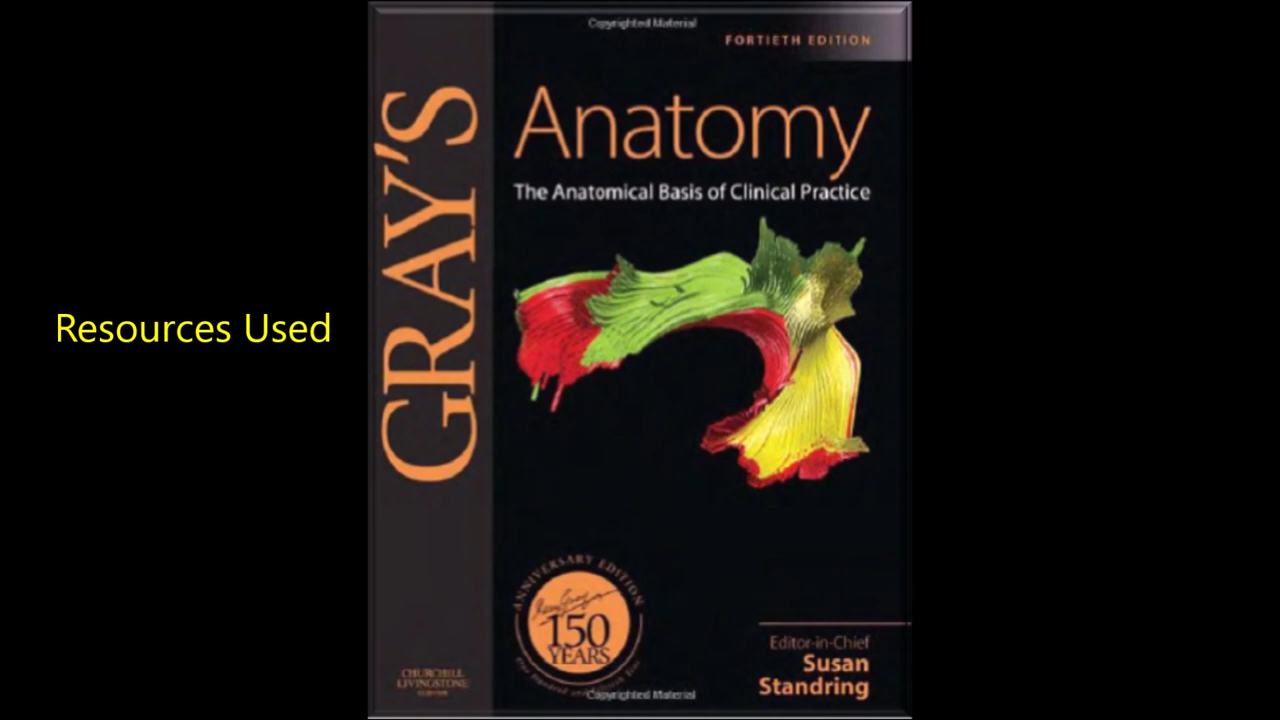 Resources Used
Copyrighted Material
FORTIETH EDITION
GRAY'S
Anatomy
The Anatomical Basis of Clinical Practice
ANNIVERSARY EDITION
150
YEARS
Editor-in-Chief
Susan
Standring
CHURCHILL
LIVINGSTONE
ELSEVIER
Copyrighted Material